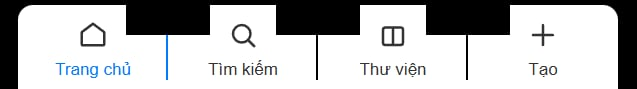 Trang chủ
Tìm kiếm
Thư viện
Tạo